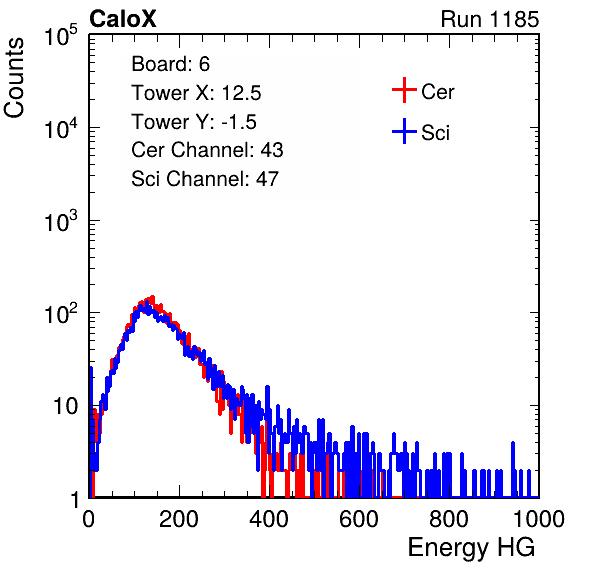 CaloX Run 1185
Counts
10^5
10^4
10^3
10^2
10
1
Board: 6
Tower X: 12.5
Tower Y: -1.5
Cer Channel: 43
Sci Channel: 47
Cer
Sci
0 200 400 600 800 1000
Energy HG